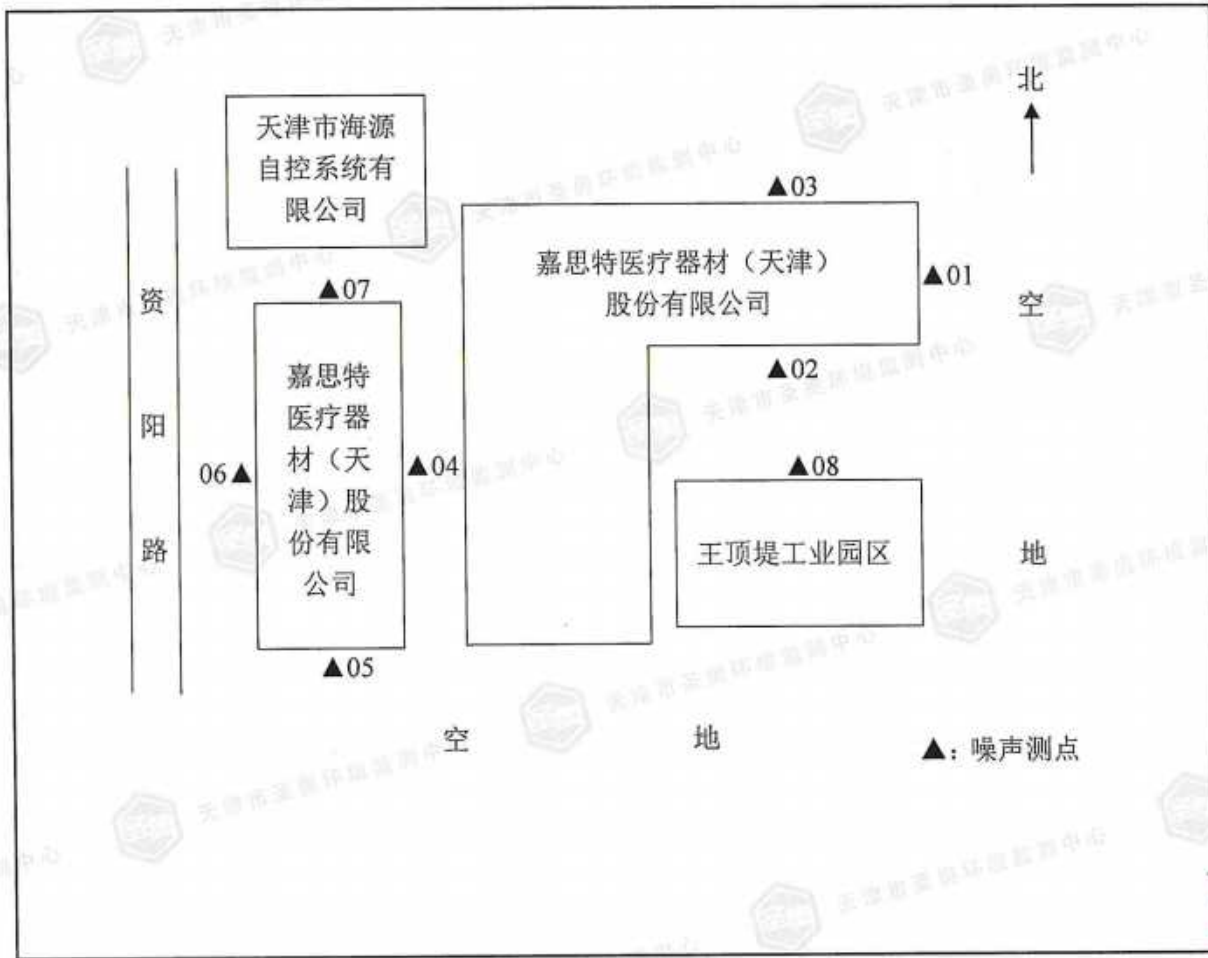 北
天津市海源
自控系统有
限公司
▲03
嘉思特医疗器材（天津）
股份有限公司
▲01
▲07
资
阳
路
空
地
▲02
嘉思特
医疗器
材（天
津）股
份有限
公司
06▲
▲04
▲08
王顶堤工业园区
▲05
空 地
▲：噪声测点